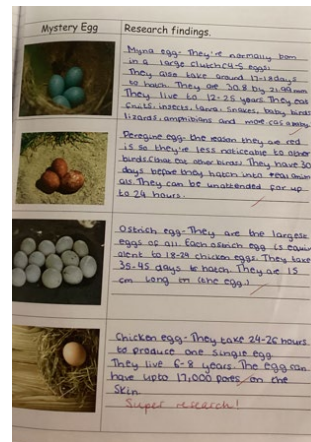 Mystery Egg
Research findings.
Myna egg- They're normally born
in a large clutch (4-5 eggs.
They also take around 17-18 days
to hatch. They are 30.8 by 21.99mm
They live to 12-25 years. They eat
fruits, insects, larva, snakes, baby birds
lizards, amphibians and more
Peregrine egg- the reason they are red
is so they're less noticeable to other
birds. (that eat other birds. They have 30
days before they hatch into
als. They can be unattended for up
to 24 hours.
Ostrich egg- They are the largest
eggs of all. Each ostrich egg is equiv
alent to 18-24 chicken eggs. They take
35-45 days to hatch. They are 15
cm long in (the egg.)
Chicken egg- They take 24-26 hours
to produce one single egg
They live 6-8 years. The egg can
have upto 17,000 pores on the
skin
Super research!